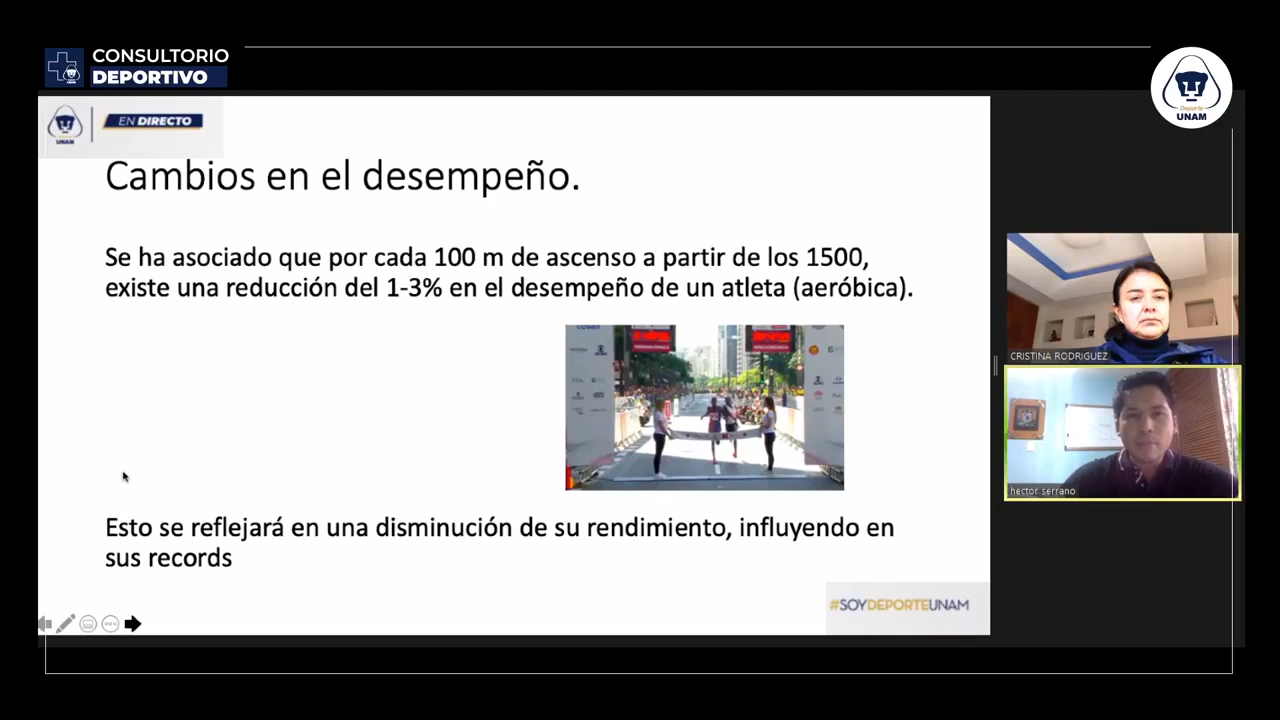 CONSULTORIO
DEPORTIVO
Deporte
UNAM
UNAM
EN DIRECTO
Cambios en el desempeño.
Se ha asociado que por cada 100 m de ascenso a partir de los 1500,
existe una reducción del 1-3% en el desempeño de un atleta (aeróbica).
Esto se reflejará en una disminución de su rendimiento, influyendo en
sus records
#SOYDEPORTEUNAM
CRISTINA RODRIGUEZ
hector serrano